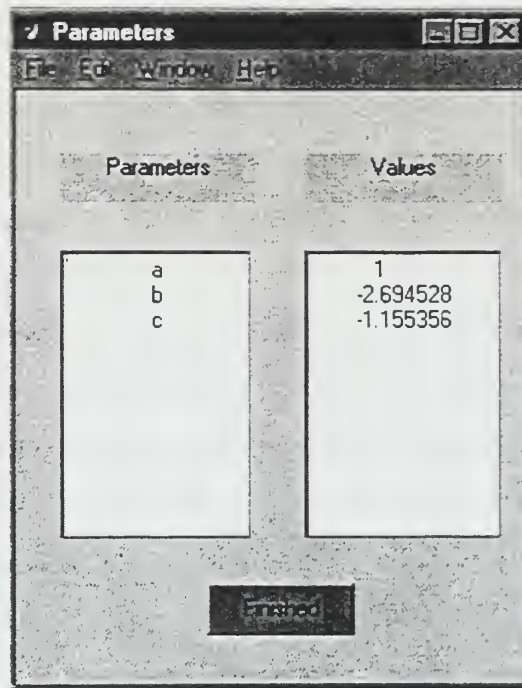 Parameters
File Edit Window Help
Parameters Values
a 1
b -2.694528
c -1.155356
Finished